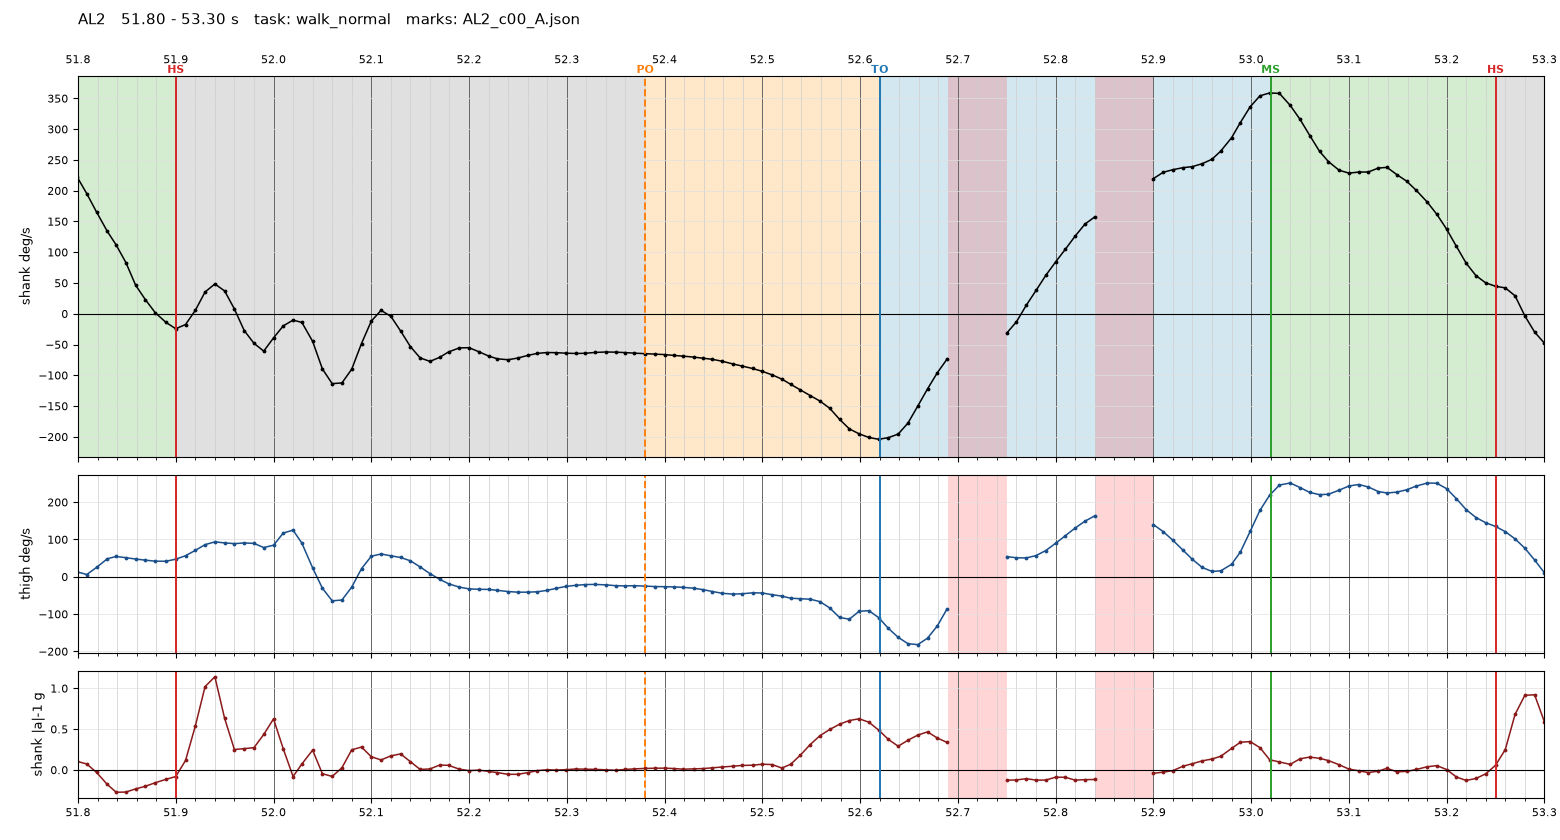 AL2   51.80 - 53.30 s   task: walk_normal   marks: AL2_c00_A.json
51.8 51.9 52.0 52.1 52.2 52.3 52.4 52.5 52.6 52.7 52.8 52.9 53.0 53.1 53.2 53.3
HS PO TO MS HS
shank deg/s
350
300
250
200
150
100
50
0
−50
−100
−150
−200
thigh deg/s
200
100
0
−100
−200
shank |a|-1 g
1.0
0.5
0.0
51.8 51.9 52.0 52.1 52.2 52.3 52.4 52.5 52.6 52.7 52.8 52.9 53.0 53.1 53.2 53.3